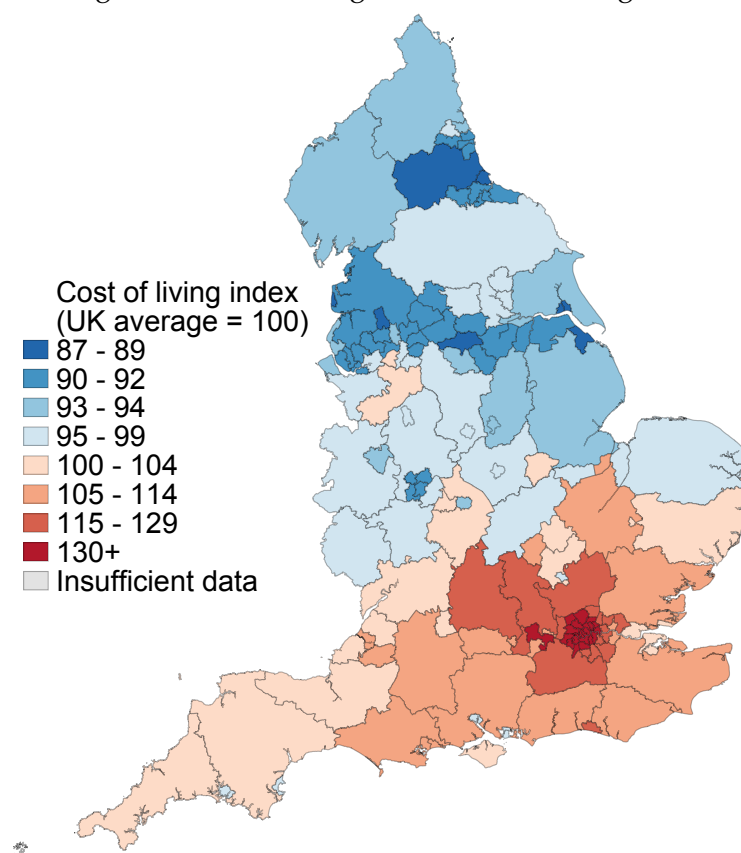 Cost of living index
(UK average = 100)
87 - 89
90 - 92
93 - 94
95 - 99
100 - 104
105 - 114
115 - 129
130+
Insufficient data